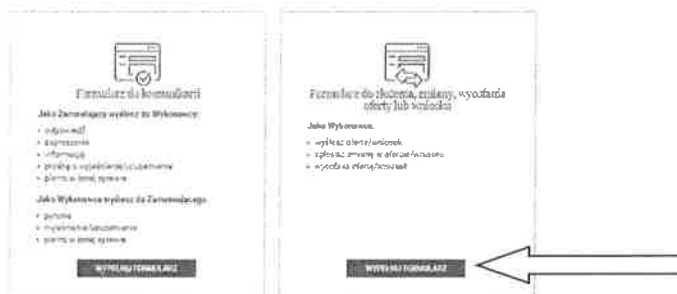 Formularz do komunikacji
Jako Zamawiający wyślesz do Wykonawcy:
odpowiedź
zaproszenie
informację
prośbę o wyjaśnienie/uzupełnienie
pismo w innej sprawie
Jako Wykonawca wyślesz do Zamawiającego
pytanie
wyjaśnienie/uzupełnienie
pismo w innej sprawie
WYPEŁNIJ FORMULARZ
Formularz do złożenia, zmiany, wycofania
oferty lub wniosku
Jako Wykonawca:
wyślesz ofertę/wniosek
zgłosisz zmiany w ofercie/wniosku
wycofasz ofertę/wniosek
WYPEŁNIJ FORMULARZ